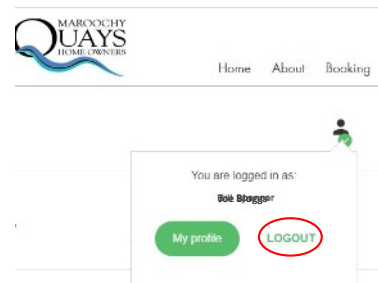 MAROOCHY
QUAYS
HOME OWNERS
Home About Booking
You are logged in as:
My profile LOGOUT